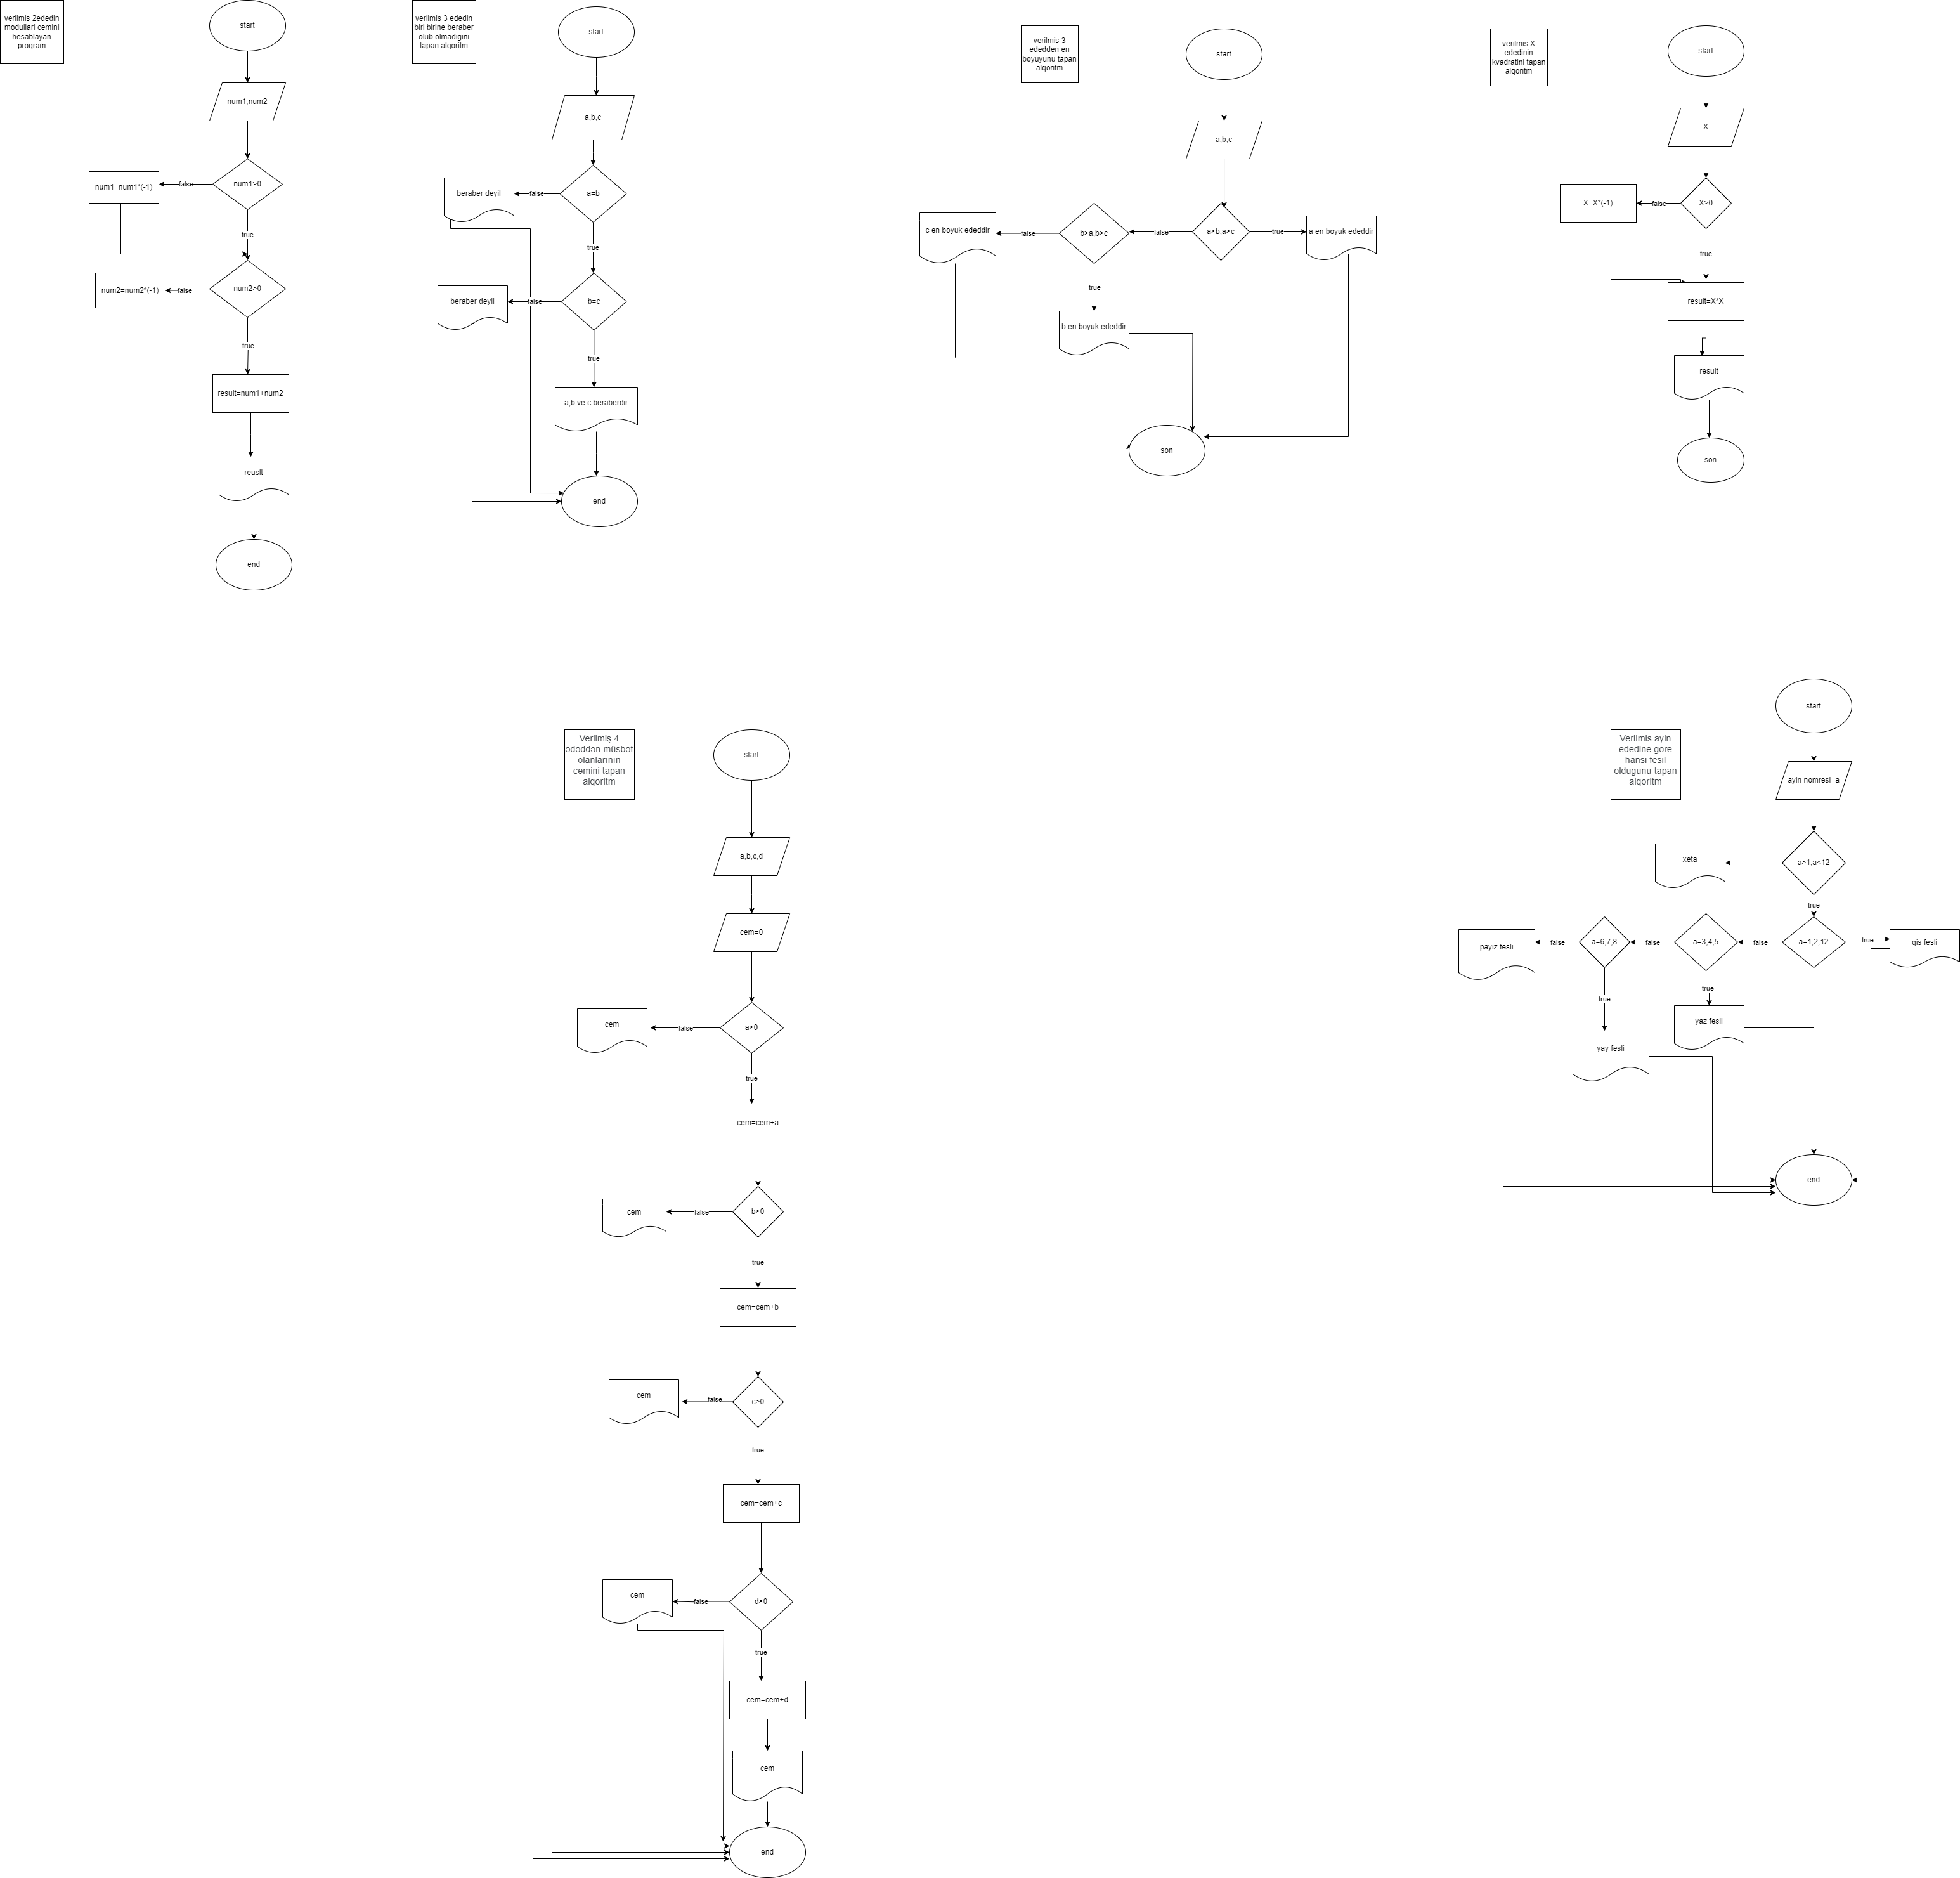 verilmis 2ededin
modullari cemini
hesablayan
proqram
start
num1,num2
num1>0
false
num1=num1*(-1)
true
num2>0
false
num2=num2*(-1)
true
result=num1+num2
reuslt
end
verilmis 3 ededin
biri birine beraber
olub olmadigini
tapan alqoritm
start
a,b,c
a=b
false
beraber deyil
true
b=c
false
beraber deyil
true
a,b ve c beraberdir
end
verilmis 3
ededden en
boyuyunu tapan
alqoritm
start
a,b,c
a>b,a>c
true
a en boyuk ededdir
false
b>a,b>c
false
c en boyuk ededdir
true
b en boyuk ededdir
son
verilmis X
ededinin
kvadratini tapan
alqoritm
start
X
X>0
false
X=X*(-1)
true
result=X*X
result
son
Verilmiş 4
ədəddən müsbət
olanlarının
cəmini tapan
alqoritm
start
a,b,c,d
cem=0
a>0
false
cem
true
cem=cem+a
b>0
false
cem
true
cem=cem+b
c>0
false
cem
true
cem=cem+c
d>0
false
cem
true
cem=cem+d
cem
end
Verilmis ayin
ededine gore
hansi fesil
oldugunu tapan
alqoritm
start
ayin nomresi=a
a>1,a<12
xeta
true
a=1,2,12
true
qis fesli
false
a=3,4,5
false
a=6,7,8
false
payiz fesli
true
yaz fesli
true
yay fesli
end